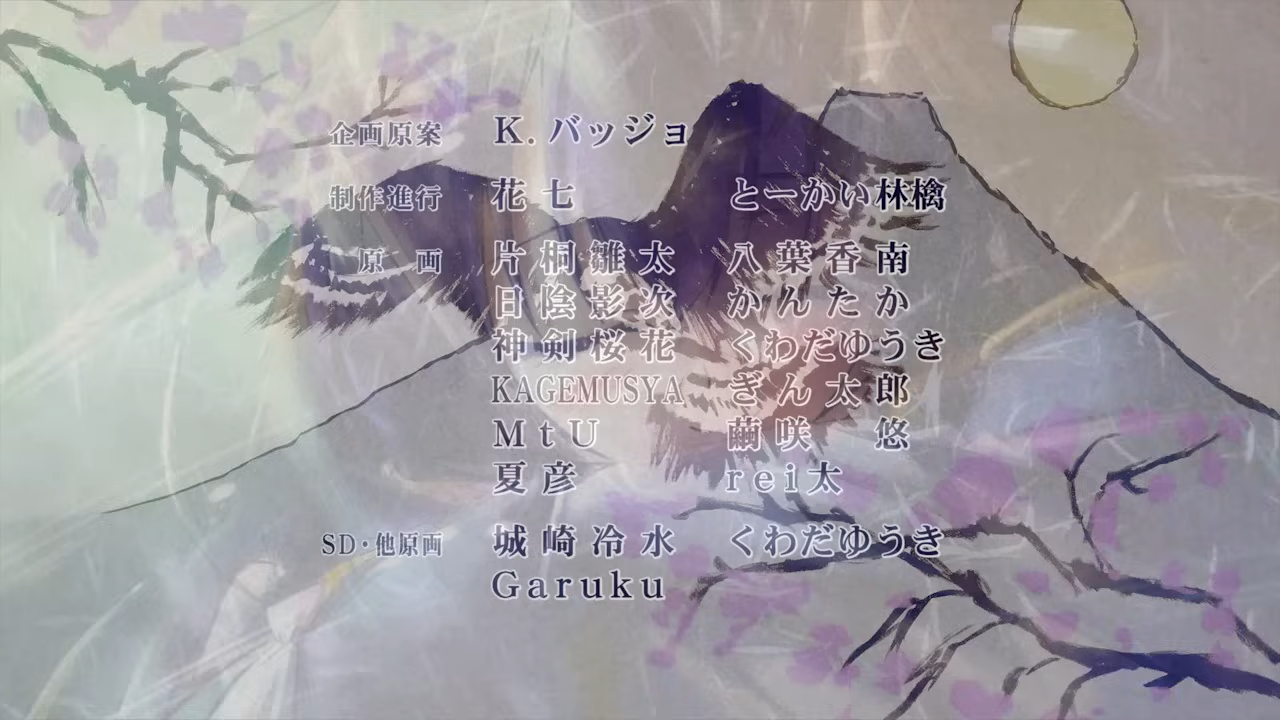 企画原案 K.バッジョ
制作進行 花七 とーかい林檎
原画 片桐雛太 八葉香南
日陰影次 かんたか
神剣桜花 くわだゆうき
KAGEMUSYA ぎん太郎
MtU 繭咲悠
夏彦 rei太
SD・他原画 城崎冷水 くわだゆうき
Garuku